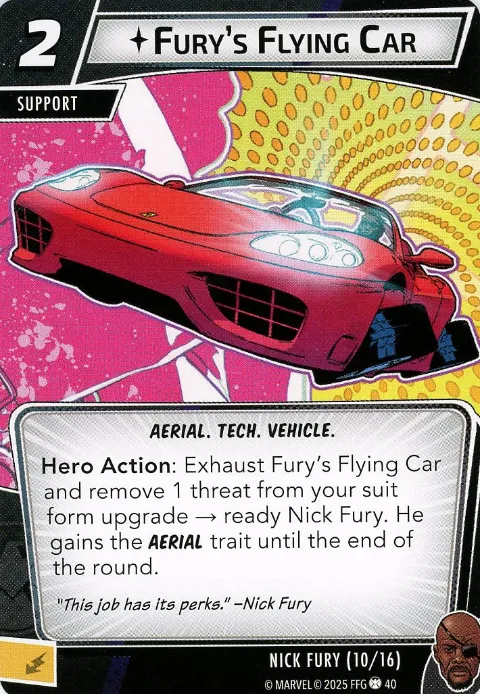 2
FURY'S FLYING CAR
SUPPORT
AERIAL. TECH. VEHICLE.
Hero Action: Exhaust Fury's Flying Car
and remove 1 threat from your suit
form upgrade → ready Nick Fury. He
gains the AERIAL trait until the end of
the round.
"This job has its perks." –Nick Fury
NICK FURY (10/16)
© MARVEL © 2025 FFG 40